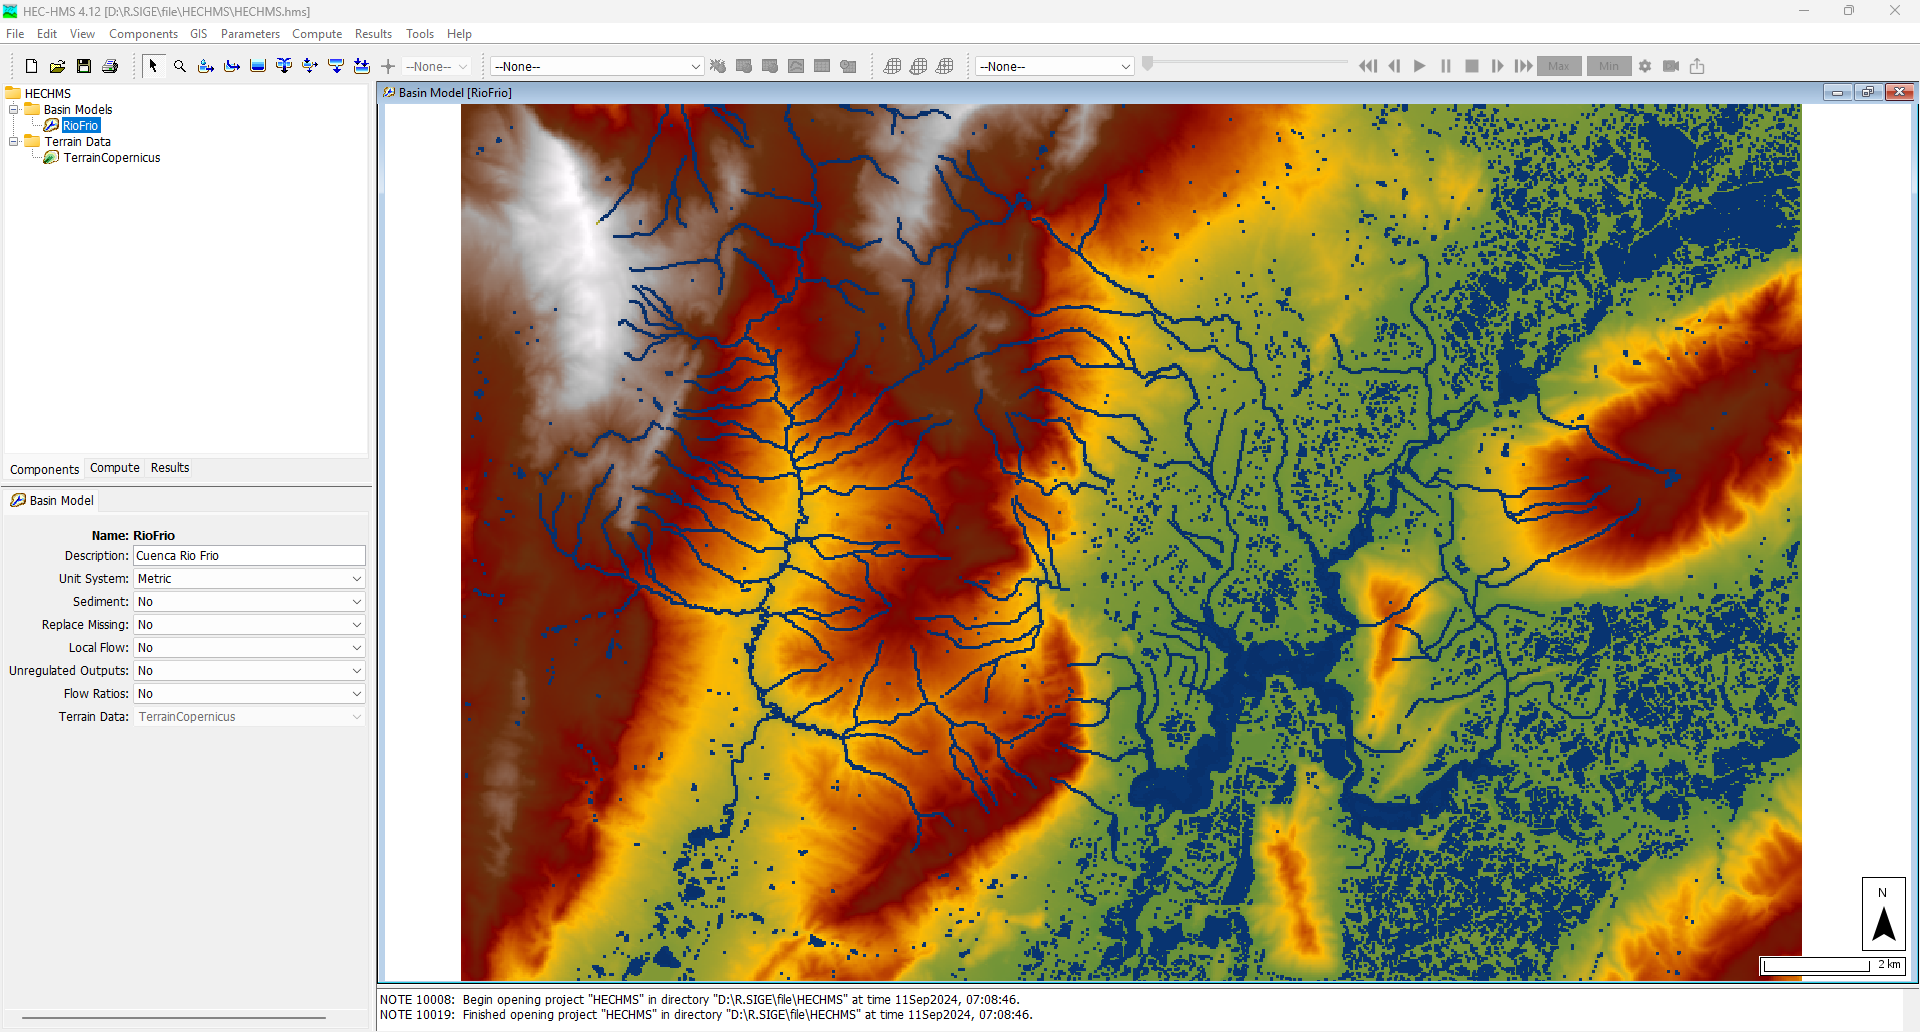 HEC-HMS 4.12 [D:\R.SIGE\file\HECHMS\HECHMS.hms]
File Edit View Components GIS Parameters Compute Results Tools Help
--None-- --None-- --None-- Max Min
HECHMS
Basin Models
RioFrio
Terrain Data
TerrainCopernicus
Components Compute Results
Basin Model
Name: RioFrio
Description: Cuenca Rio Frio
Unit System: Metric
Sediment: No
Replace Missing: No
Local Flow: No
Unregulated Outputs: No
Flow Ratios: No
Terrain Data: TerrainCopernicus
Basin Model [RioFrio]
N
2 km
NOTE 10008: Begin opening project "HECHMS" in directory "D:\R.SIGE\file\HECHMS" at time 11Sep2024, 07:08:46.
NOTE 10019: Finished opening project "HECHMS" in directory "D:\R.SIGE\file\HECHMS" at time 11Sep2024, 07:08:46.